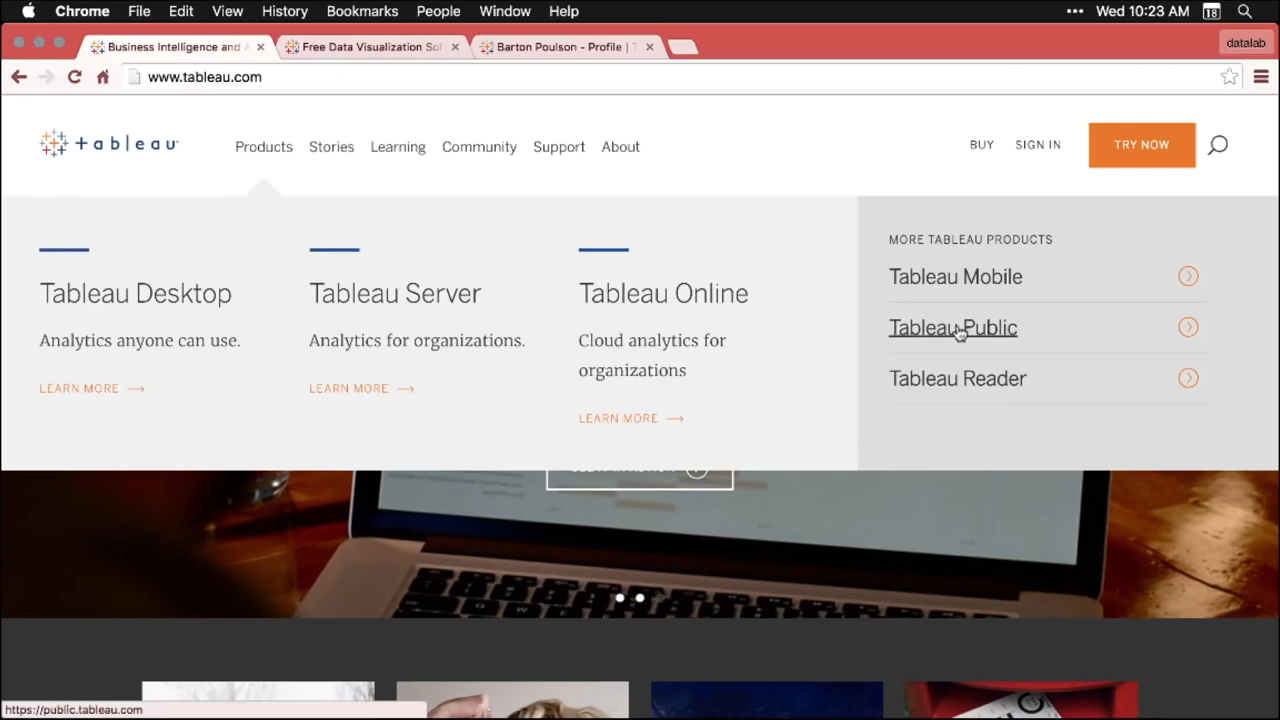 Chrome File Edit View History Bookmarks People Window Help ••• Wed 10:23 AM 18
Business Intelligence and A Free Data Visualization Sof Barton Poulson - Profile | T datalab
www.tableau.com
tableau Products Stories Learning Community Support About BUY SIGN IN TRY NOW
MORE TABLEAU PRODUCTS
Tableau Desktop Tableau Server Tableau Online Tableau Mobile
Analytics anyone can use. Analytics for organizations. Cloud analytics for organizations Tableau Public
LEARN MORE → LEARN MORE → LEARN MORE → Tableau Reader
https://public.tableau.com